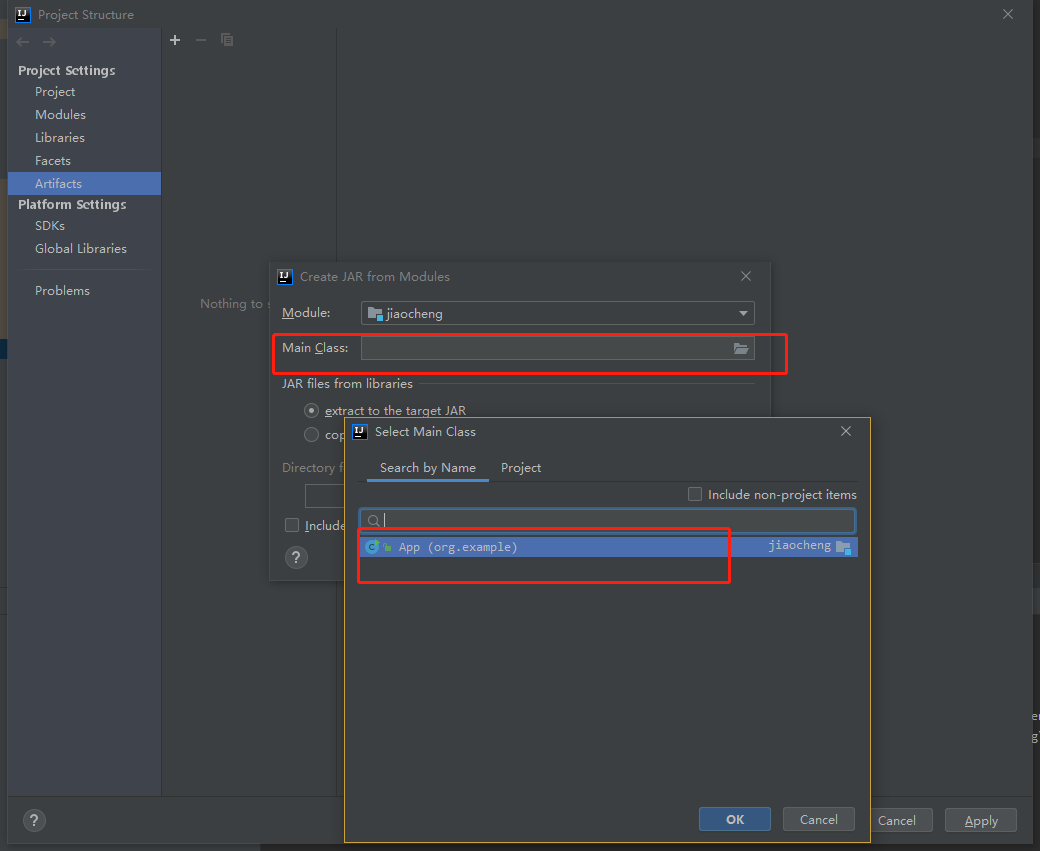 Project Structure
Project Settings
Project
Modules
Libraries
Facets
Artifacts
Platform Settings
SDKs
Global Libraries
Problems
Nothing to
Create JAR from Modules
Module:
jiaocheng
Main Class:
JAR files from libraries
extract to the target JAR
cop
Directory f
Include
?
Select Main Class
Search by Name
Project
Include non-project items
App (org.example)
jiaocheng
OK
Cancel
?
Cancel
Apply